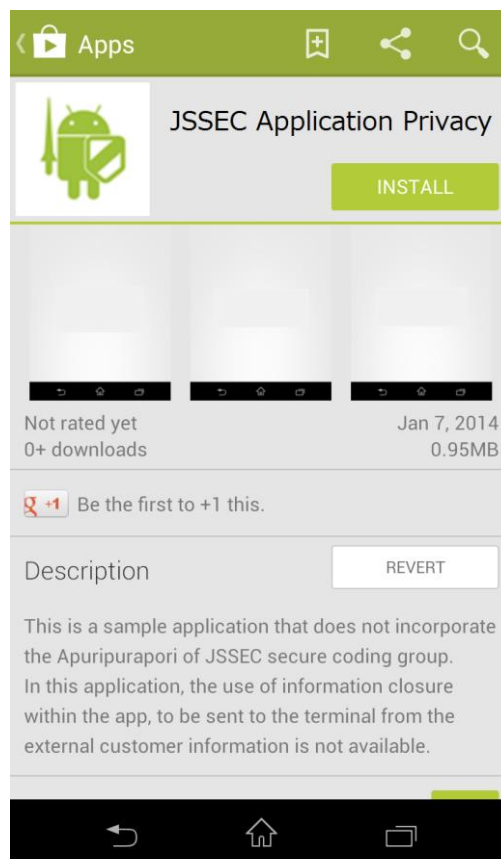 Apps
JSSEC Application Privacy
INSTALL
Not rated yet
Jan 7, 2014
0+ downloads
0.95MB
g +1 Be the first to +1 this.
Description
REVERT
This is a sample application that does not incorporate
the Apuripurapori of JSSEC secure coding group.
In this application, the use of information closure
within the app, to be sent to the terminal from the
external customer information is not available.